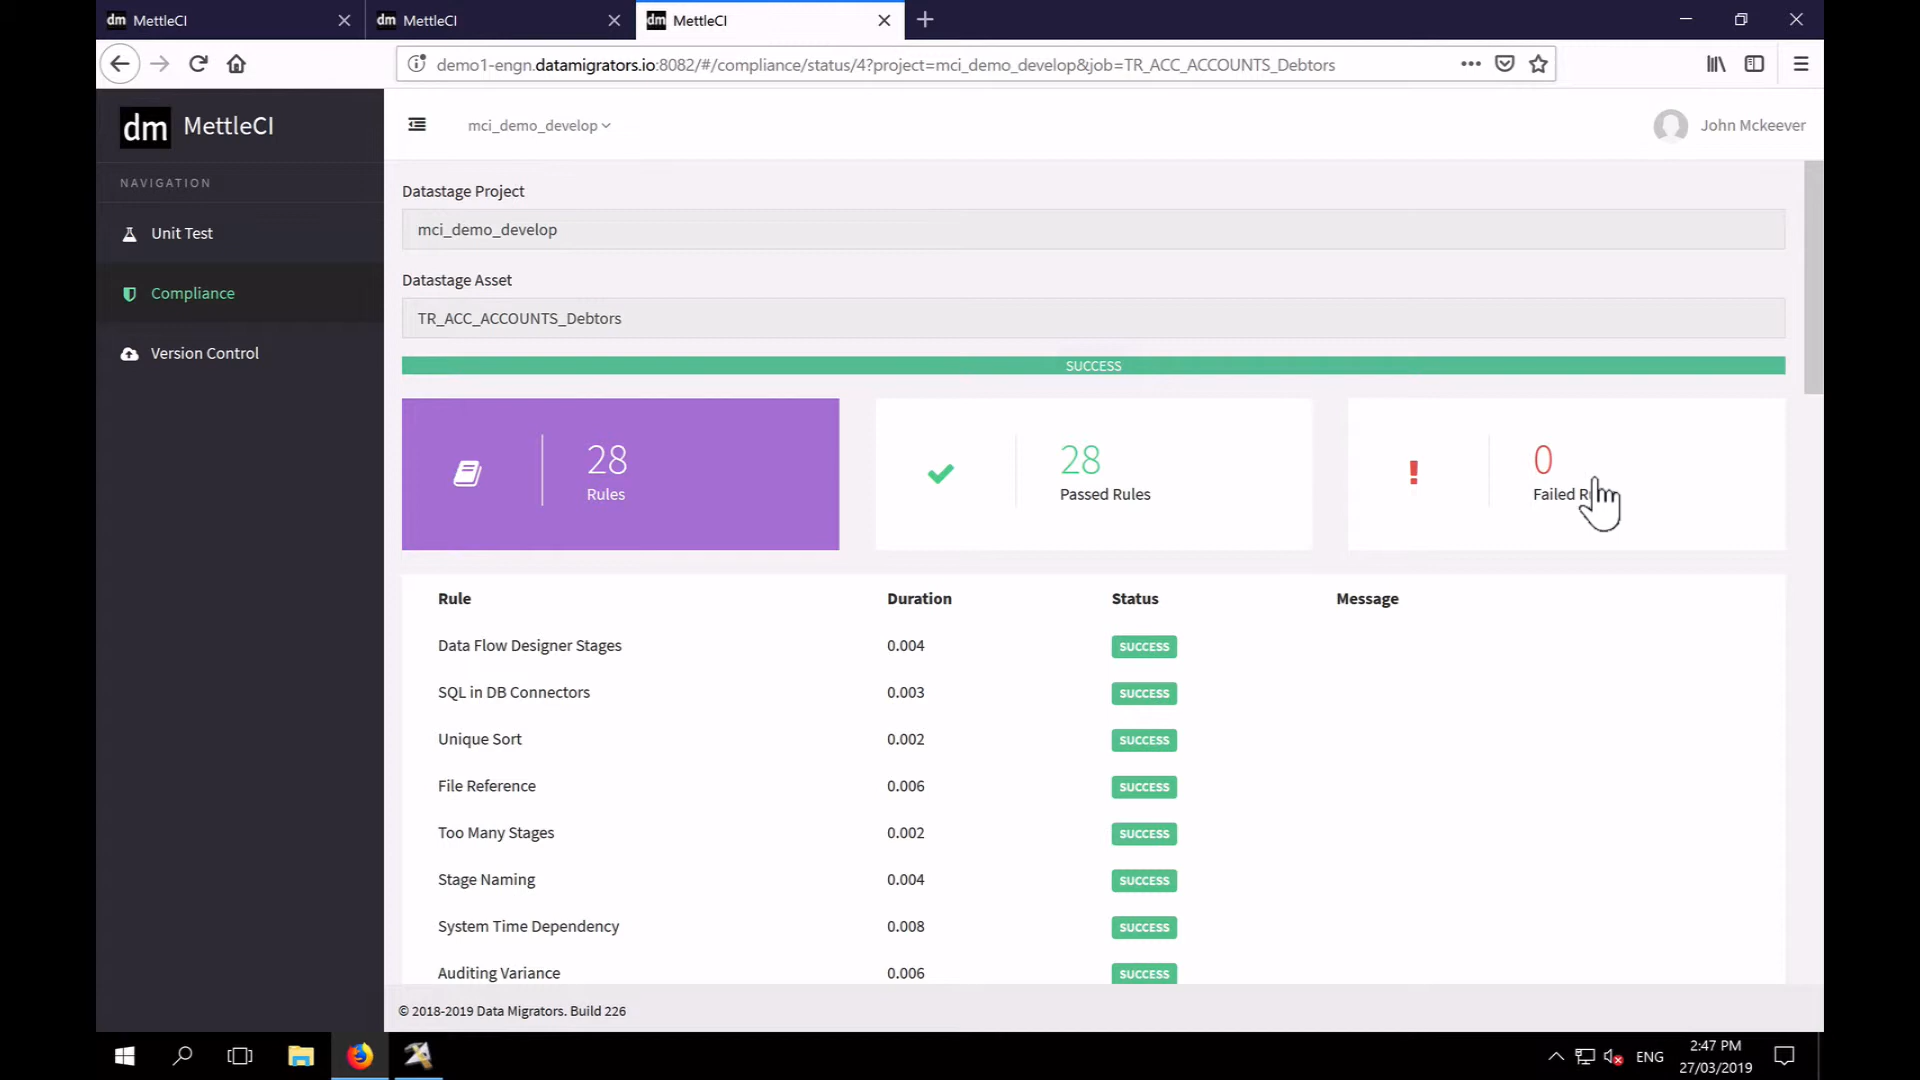 dm MettleCI
dm MettleCI
dm MettleCI
demo1-engn.datamigrators.io:8082/#/compliance/status/4?project=mci_demo_develop&job=TR_ACC_ACCOUNTS_Debtors
dm MettleCI
mci_demo_develop
John Mckeever
NAVIGATION
Unit Test
Compliance
Version Control
Datastage Project
mci_demo_develop
Datastage Asset
TR_ACC_ACCOUNTS_Debtors
SUCCESS
28
Rules
28
Passed Rules
0
Failed
Rule Duration Status Message
Data Flow Designer Stages 0.004 SUCCESS
SQL in DB Connectors 0.003 SUCCESS
Unique Sort 0.002 SUCCESS
File Reference 0.006 SUCCESS
Too Many Stages 0.002 SUCCESS
Stage Naming 0.004 SUCCESS
System Time Dependency 0.008 SUCCESS
Auditing Variance 0.006 SUCCESS
© 2018-2019 Data Migrators. Build 226
ENG
2:47 PM
27/03/2019